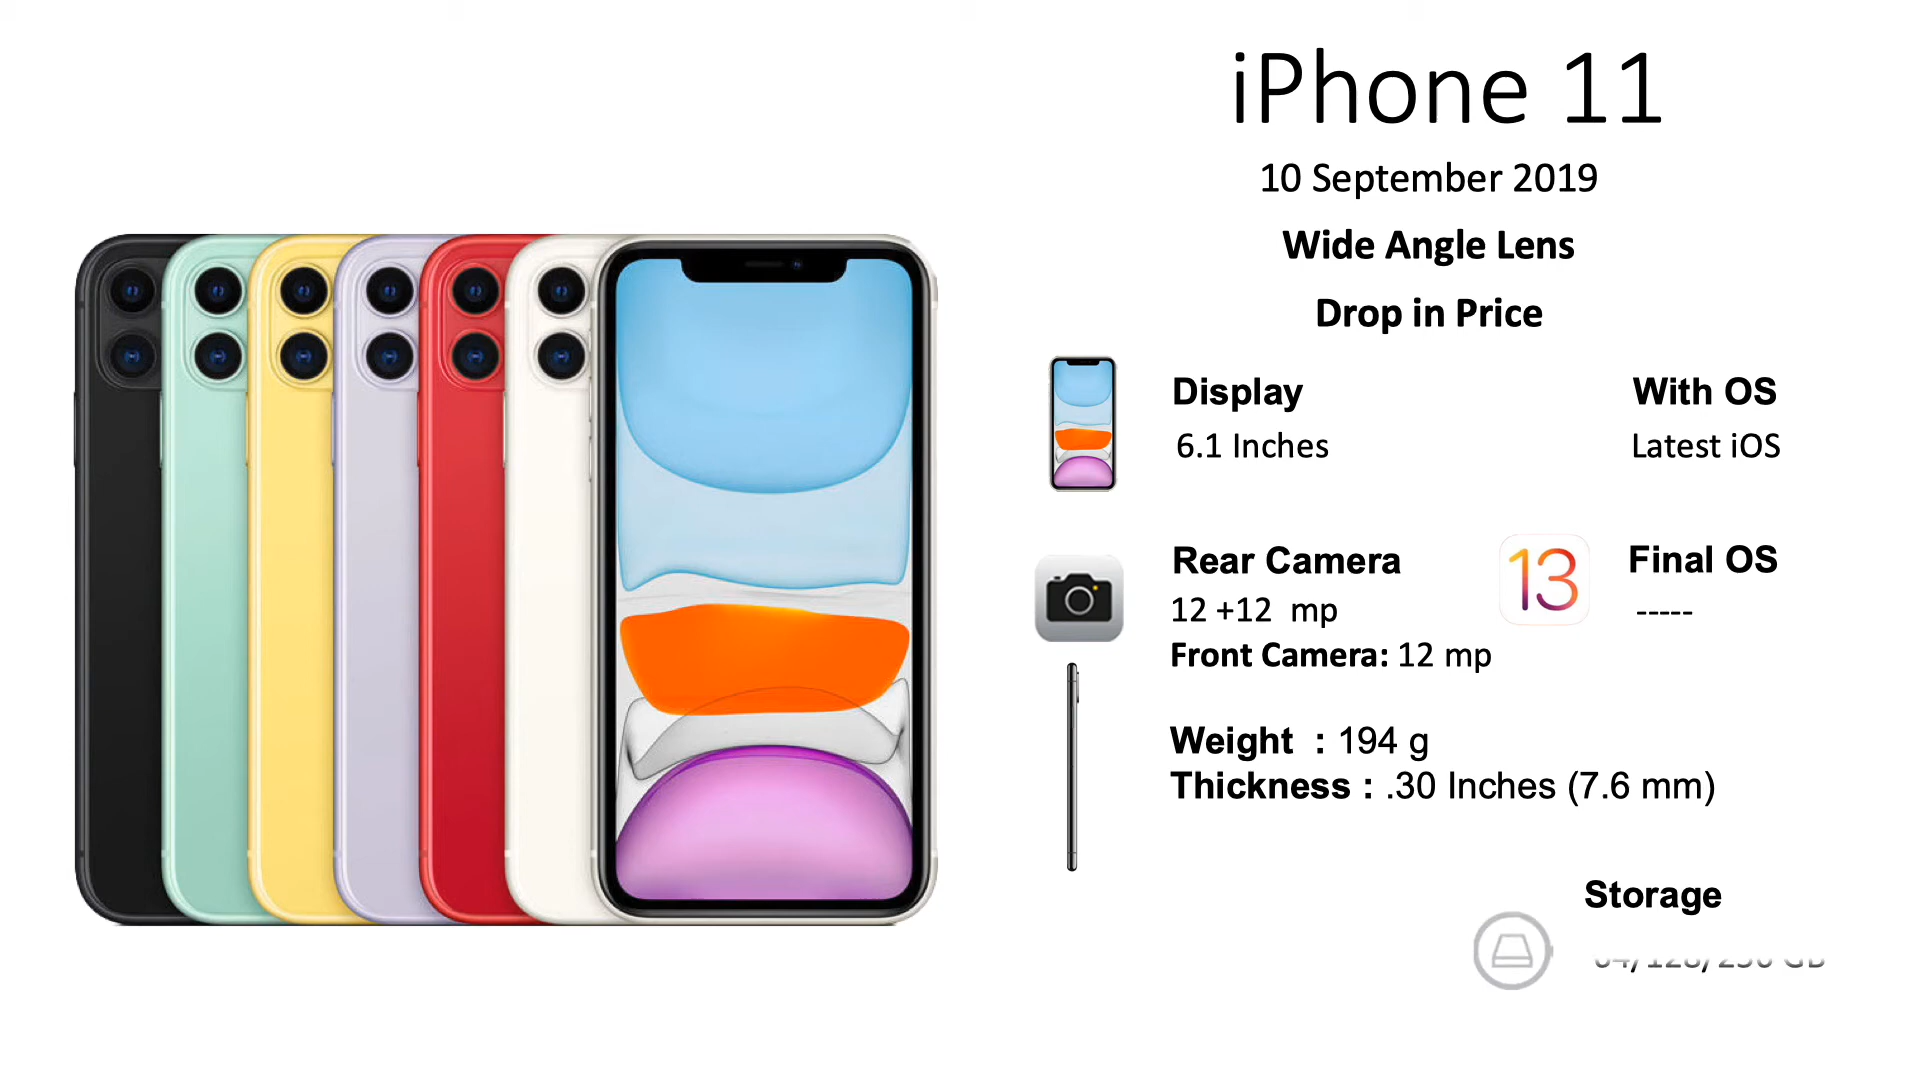 iPhone 11
10 September 2019
Wide Angle Lens
Drop in Price
Display
6.1 Inches
With OS
Latest iOS
Rear Camera
12 +12 mp
Front Camera: 12 mp
13
Final OS
-----
Weight : 194 g
Thickness : .30 Inches (7.6 mm)
Storage